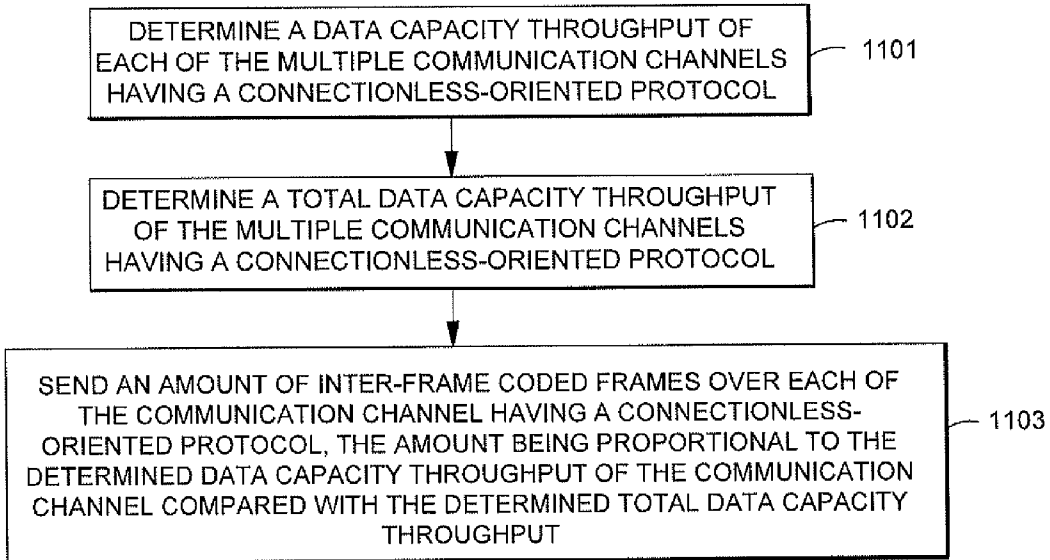 DETERMINE A DATA CAPACITY THROUGHPUT OF
EACH OF THE MULTIPLE COMMUNICATION CHANNELS
HAVING A CONNECTIONLESS-ORIENTED PROTOCOL
1101
DETERMINE A TOTAL DATA CAPACITY THROUGHPUT
OF THE MULTIPLE COMMUNICATION CHANNELS
HAVING A CONNECTIONLESS-ORIENTED PROTOCOL
1102
SEND AN AMOUNT OF INTER-FRAME CODED FRAMES OVER EACH OF
THE COMMUNICATION CHANNEL HAVING A CONNECTIONLESS-
ORIENTED PROTOCOL, THE AMOUNT BEING PROPORTIONAL TO THE
DETERMINED DATA CAPACITY THROUGHPUT OF THE COMMUNICATION
CHANNEL COMPARED WITH THE DETERMINED TOTAL DATA CAPACITY
THROUGHPUT
1103